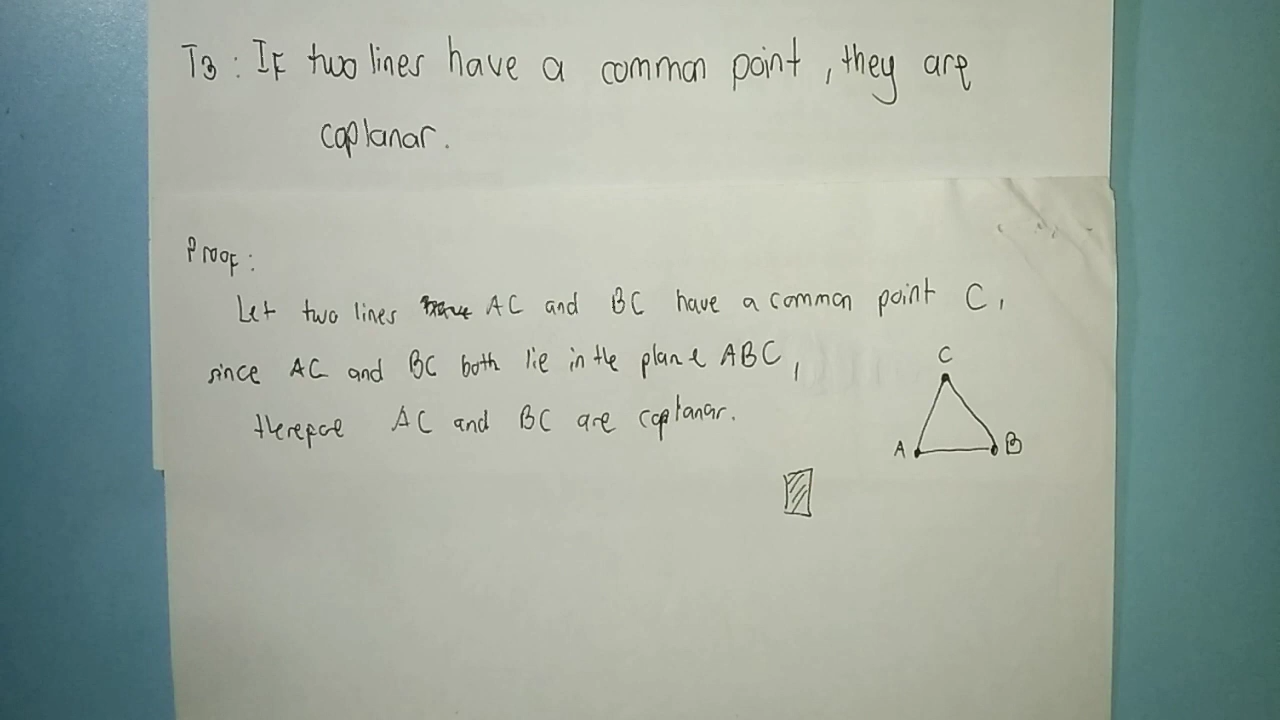 T3 : If two lines have a common point , they are
coplanar.
Proof :
Let two lines have AC and BC have a common point C ,
since AC and BC both lie in the plane ABC ,
therefore AC and BC are coplanar.
C
A B